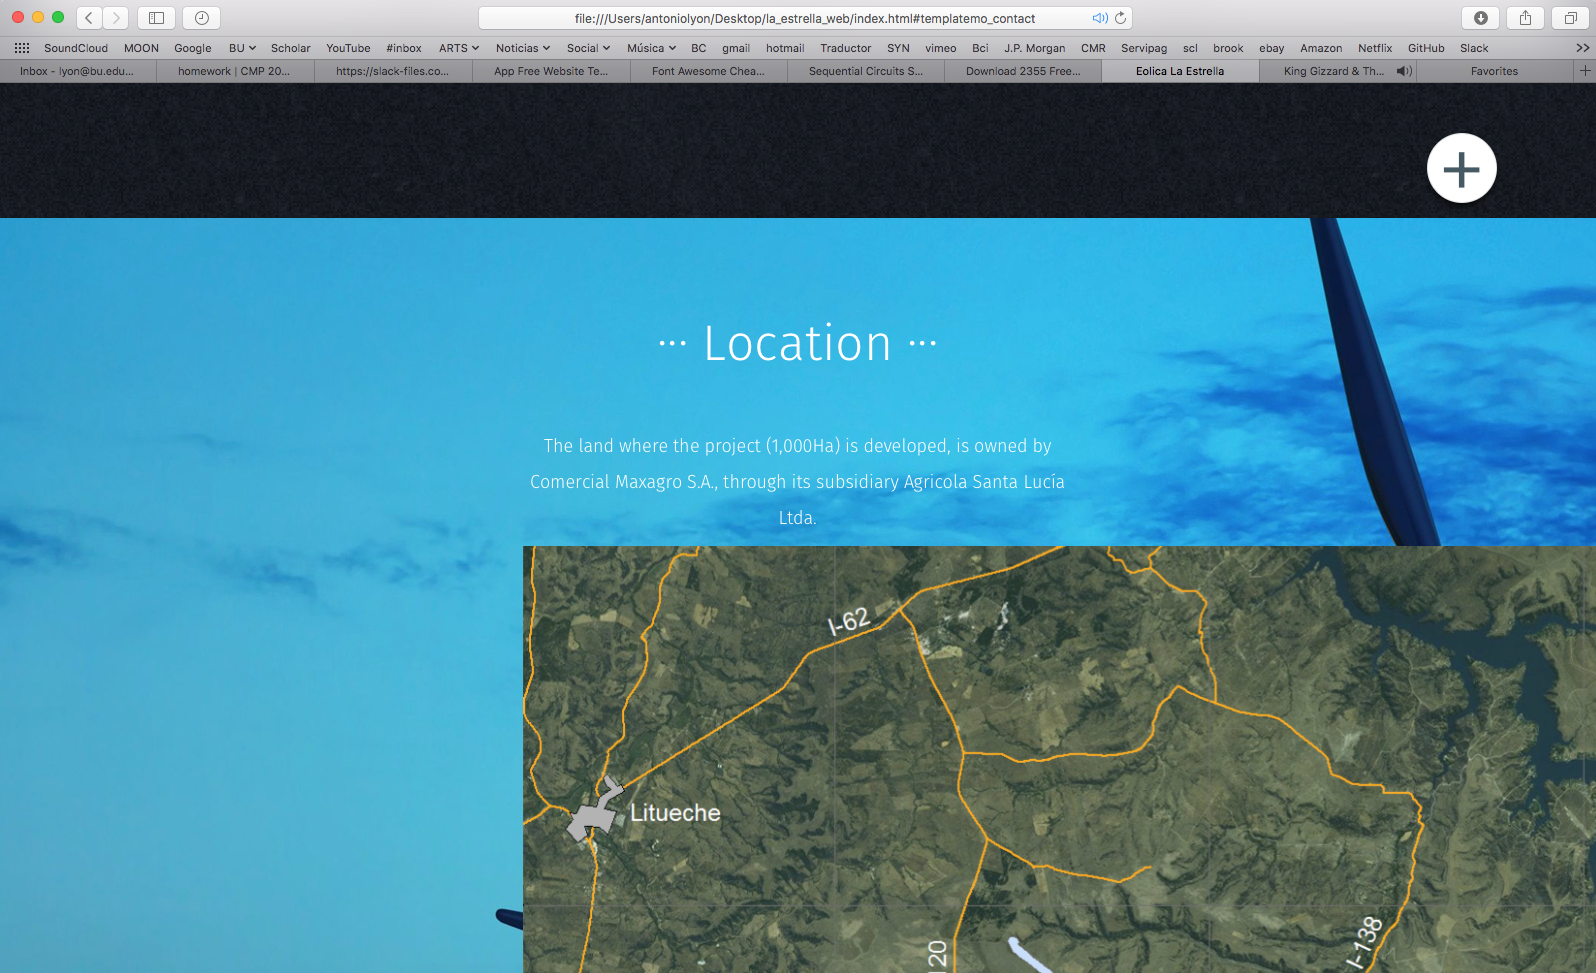 file:///Users/antoniolyon/Desktop/la_estrella_web/index.html#templatemo_contact
SoundCloud MOON Google BU Scholar YouTube #inbox ARTS Noticias Social Música BC gmail hotmail Traductor SYN vimeo Bci J.P. Morgan CMR Servipag scl brook ebay Amazon Netflix GitHub Slack
Inbox - lyon@bu.edu... homework | CMP 20... https://slack-files.co... App Free Website Te... Font Awesome Chea... Sequential Circuits S... Download 2355 Free... Eolica La Estrella King Gizzard & Th... Favorites
··· Location ···
The land where the project (1,000Ha) is developed, is owned by
Comercial Maxagro S.A., through its subsidiary Agricola Santa Lucía
Ltda.
I-62
Litueche
120
I-138